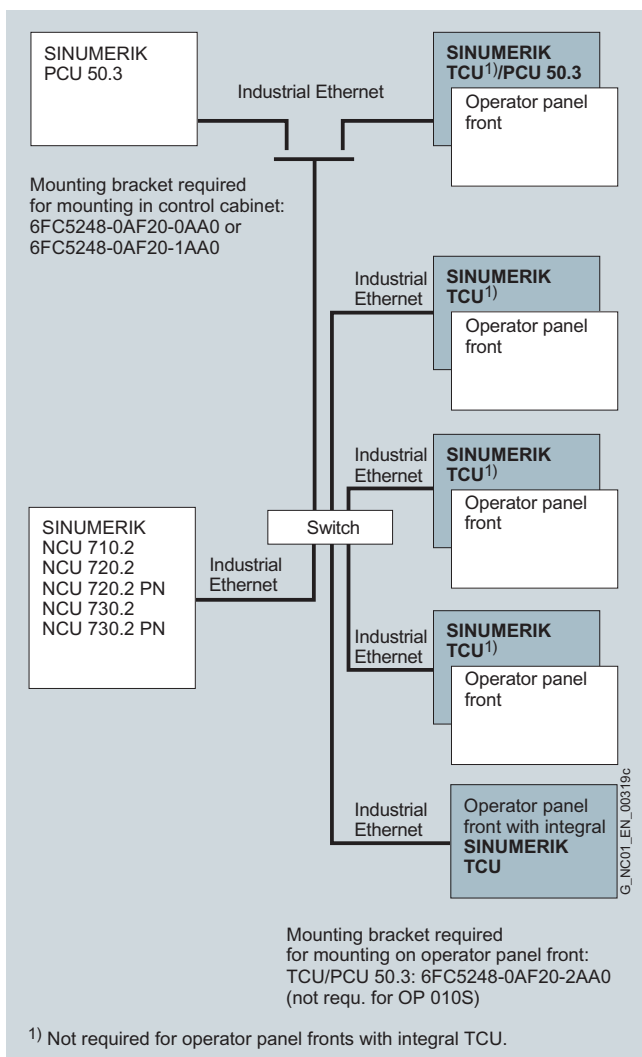 SINUMERIK
PCU 50.3
Industrial Ethernet
SINUMERIK
TCU1)/PCU 50.3
Operator panel
front
Mounting bracket required
for mounting in control cabinet:
6FC5248-0AF20-0AA0 or
6FC5248-0AF20-1AA0
Industrial
Ethernet
SINUMERIK
TCU1)
Operator panel
front
Industrial
Ethernet
SINUMERIK
TCU1)
Operator panel
front
SINUMERIK
NCU 710.2
NCU 720.2
NCU 720.2 PN
NCU 730.2
NCU 730.2 PN
Industrial
Ethernet
Switch
Industrial
Ethernet
SINUMERIK
TCU1)
Operator panel
front
Industrial
Ethernet
Operator panel
front with integral
SINUMERIK
TCU
G_NC01_EN_00319c
Mounting bracket required
for mounting on operator panel front:
TCU/PCU 50.3: 6FC5248-0AF20-2AA0
(not requ. for OP 010S)
1) Not required for operator panel fronts with integral TCU.